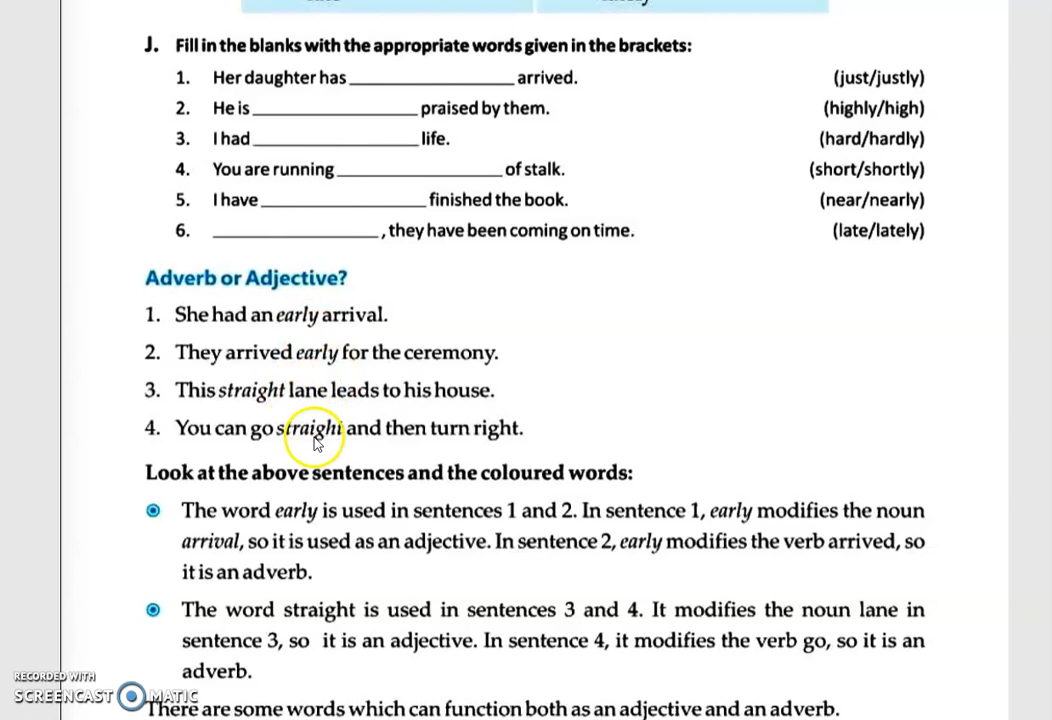 J. Fill in the blanks with the appropriate words given in the brackets:
1. Her daughter has ________________ arrived. (just/justly)
2. He is ________________ praised by them. (highly/high)
3. I had ________________ life. (hard/hardly)
4. You are running ________________ of stalk. (short/shortly)
5. I have ________________ finished the book. (near/nearly)
6. ________________ , they have been coming on time. (late/lately)
Adverb or Adjective?
1. She had an early arrival.
2. They arrived early for the ceremony.
3. This straight lane leads to his house.
4. You can go straight and then turn right.
Look at the above sentences and the coloured words:
The word early is used in sentences 1 and 2. In sentence 1, early modifies the noun
arrival, so it is used as an adjective. In sentence 2, early modifies the verb arrived, so
it is an adverb.
The word straight is used in sentences 3 and 4. It modifies the noun lane in
sentence 3, so it is an adjective. In sentence 4, it modifies the verb go, so it is an
adverb.
RECORDED WITH
SCREENCAST MATIC
There are some words which can function both as an adjective and an adverb.